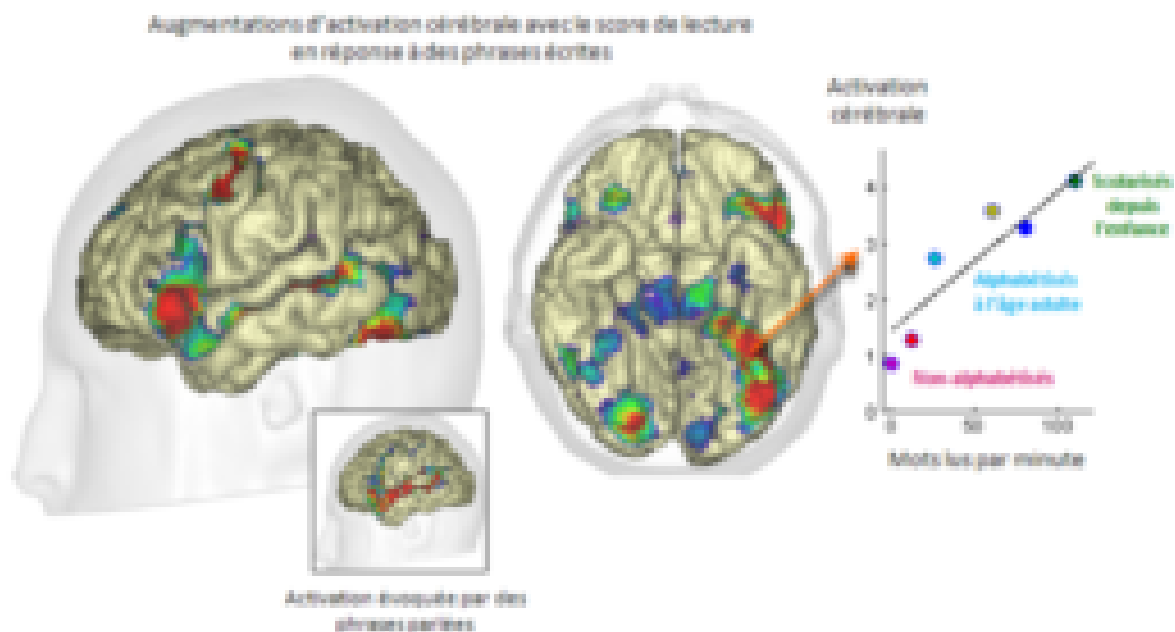 Augmentations d'activation cérébrale avec le score de lecture
en réponse à des phrases écrites
Activation
cérébrale
4
3
2
1
0
0
50
100
Scolarisés
depuis
l'enfance
Alphabétisés
à l'âge adulte
Non-alphabétisés
Mots lus par minute
Activation évoquée par des
phrases parlées